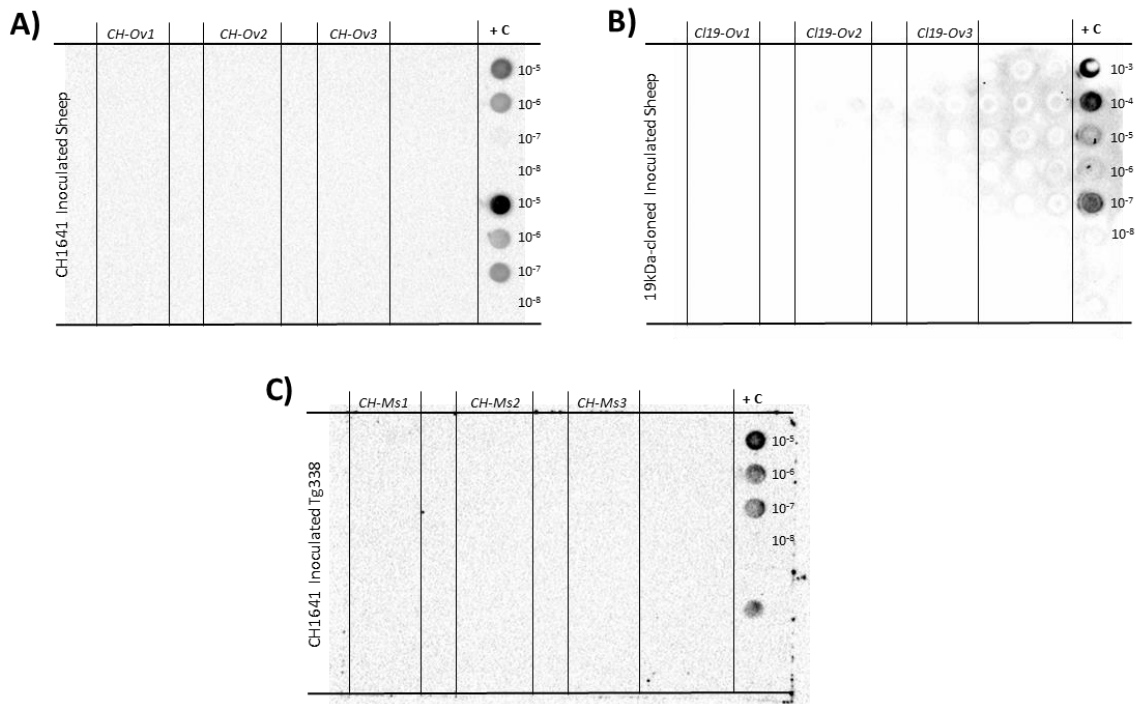 A)
CH-Ov1 CH-Ov2 CH-Ov3 + C
CH1641 Inoculated Sheep
10⁻⁵
10⁻⁶
10⁻⁷
10⁻⁸
10⁻⁵
10⁻⁶
10⁻⁷
10⁻⁸
B)
Cl19-Ov1 Cl19-Ov2 Cl19-Ov3 + C
19kDa-cloned Inoculated Sheep
10⁻³
10⁻⁴
10⁻⁵
10⁻⁶
10⁻⁷
10⁻⁸
C)
CH-Ms1 CH-Ms2 CH-Ms3 + C
CH1641 Inoculated Tg338
10⁻⁵
10⁻⁶
10⁻⁷
10⁻⁸